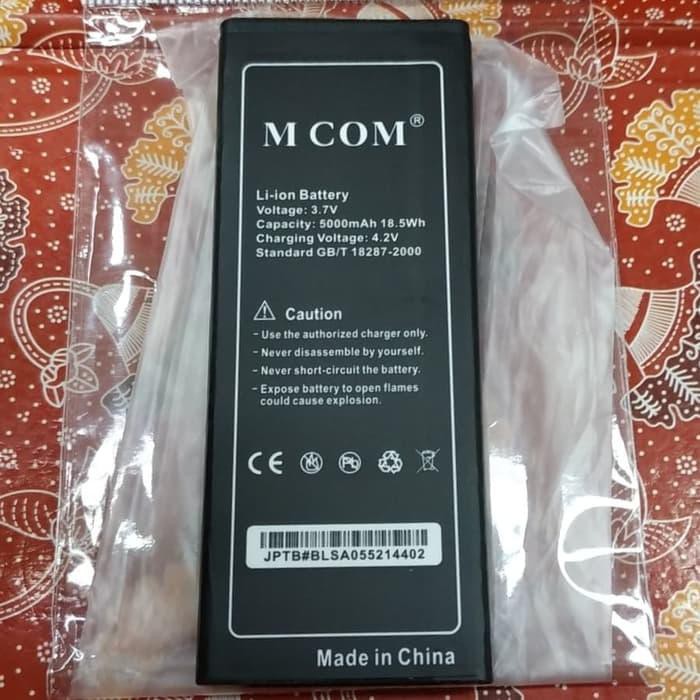 M COM®
Li-ion Battery
Voltage: 3.7V
Capacity: 5000mAh 18.5Wh
Charging Voltage: 4.2V
Standard GB/T 18287-2000
Caution
- Use the authorized charger only.
- Never disassemble by yourself.
- Never short-circuit the battery.
- Expose battery to open flames
could cause explosion.
CE
JPTB#BLSA055214402
Made in China